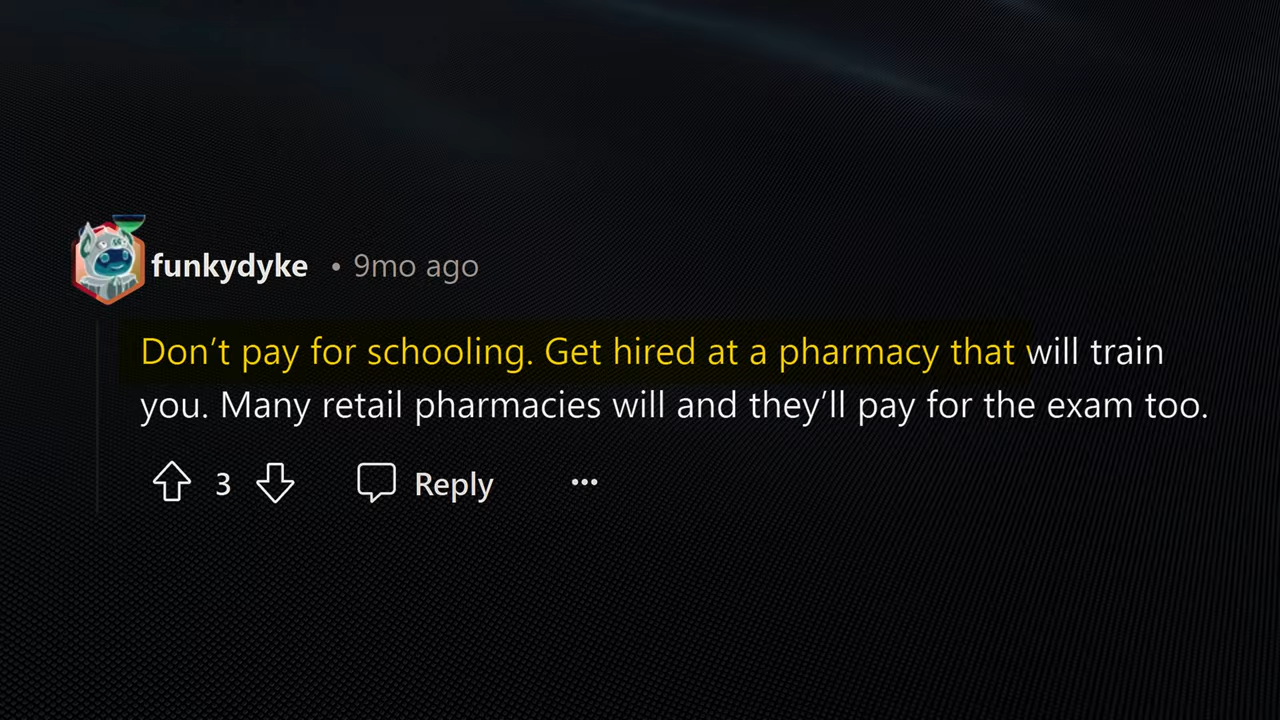 funkydyke • 9mo ago
Don’t pay for schooling. Get hired at a pharmacy that will train
you. Many retail pharmacies will and they’ll pay for the exam too.
3 Reply ...